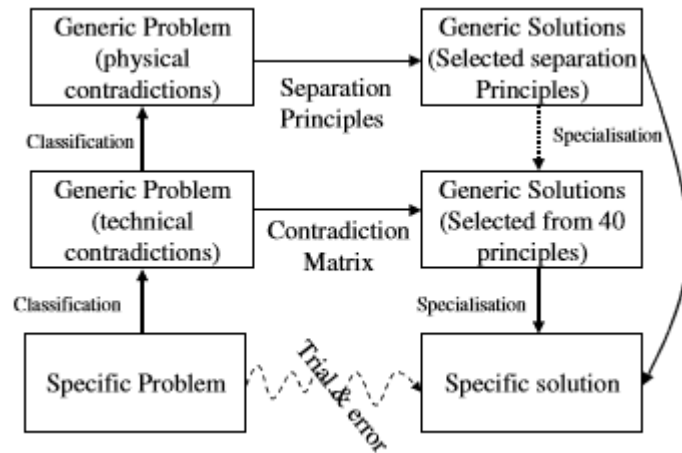 Generic Problem
(physical
contradictions)
Separation
Principles
Generic Solutions
(Selected separation
Principles)
Classification
Specialisation
Generic Problem
(technical
contradictions)
Contradiction
Matrix
Generic Solutions
(Selected from 40
principles)
Classification
Specialisation
Specific Problem
Trial & error
Specific solution